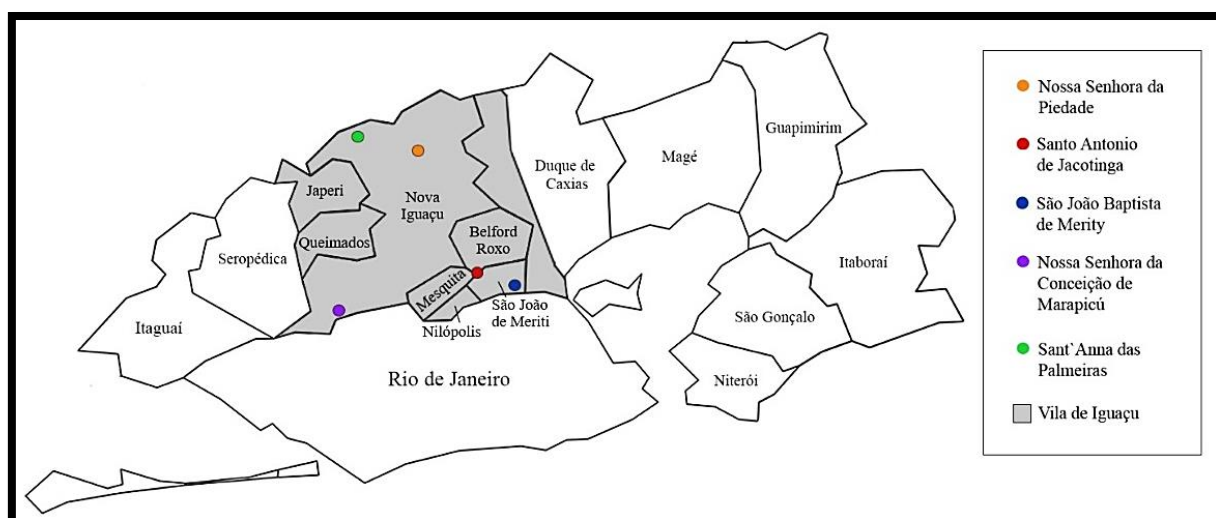 Guapimirim
Magé
Duque de
Caxias
Japeri
Nova
Iguaçu
Belford
Roxo
Queimados
Seropédica
Itaboraí
Mesquita
São João
de Meriti
Nilópolis
Itaguaí
São Gonçalo
Niterói
Rio de Janeiro
Nossa Senhora da
Piedade
Santo Antonio
de Jacotinga
São João Baptista
de Merity
Nossa Senhora da
Conceição de
Marapicú
Sant`Anna das
Palmeiras
Vila de Iguaçu